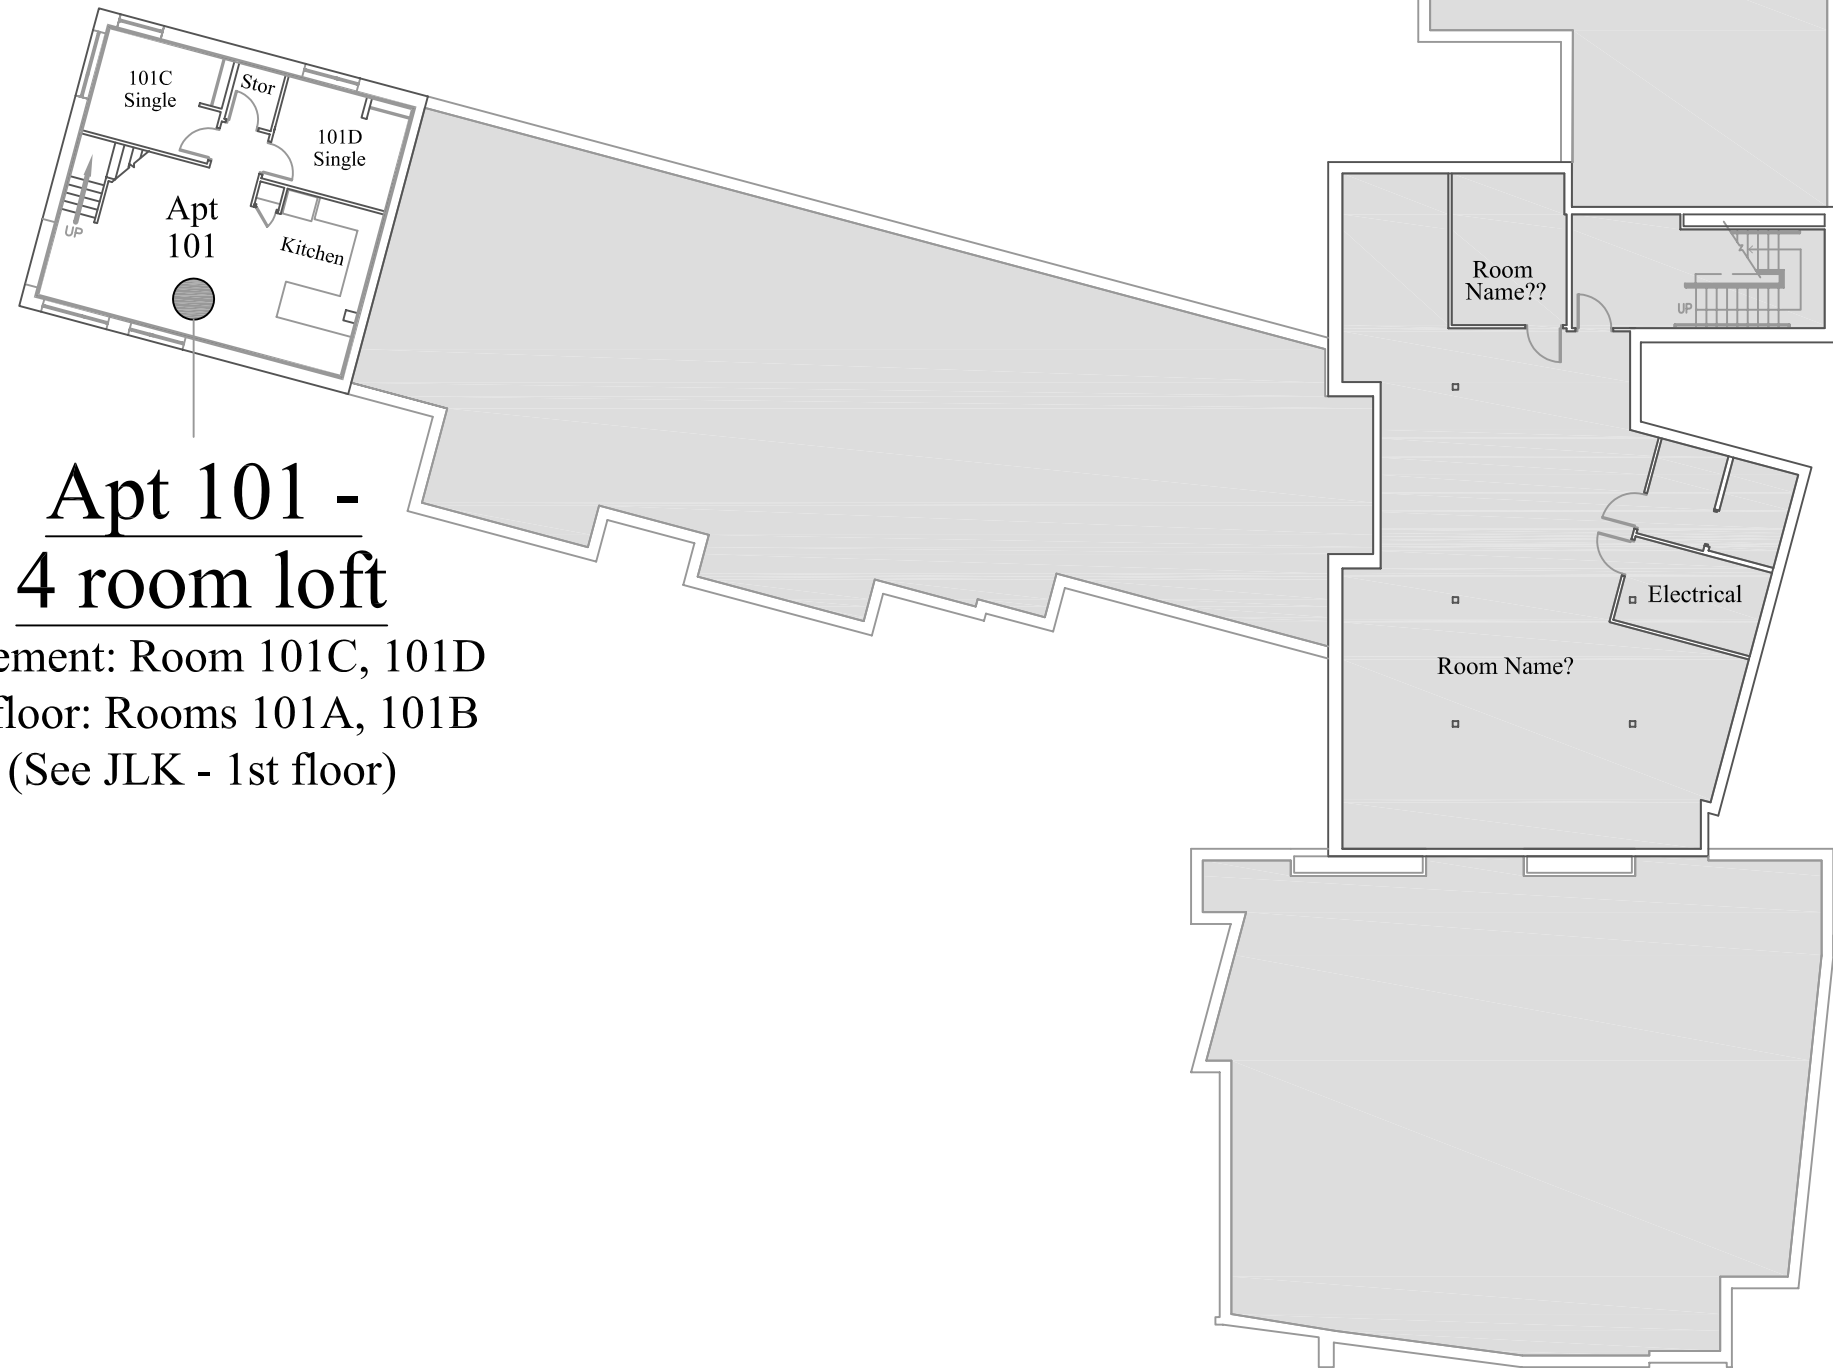 101C
Single
Stor
101D
Single
Apt
101
UP
Kitchen
Room
Name??
UP
Apt 101 -
4 room loft
ement: Room 101C, 101D
floor: Rooms 101A, 101B
(See JLK - 1st floor)
Electrical
Room Name?